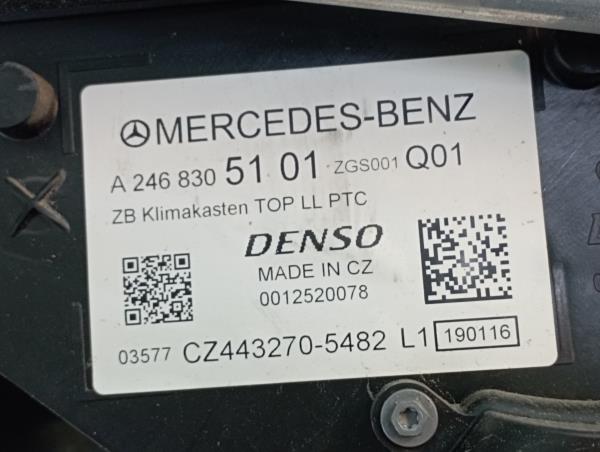 MERCEDES-BENZ
A 246 830 51 01 · ZGS001 Q01
ZB Klimakasten TOP LL PTC
DENSO
MADE IN CZ
0012520078
03577 CZ443270-5482 L1 190116